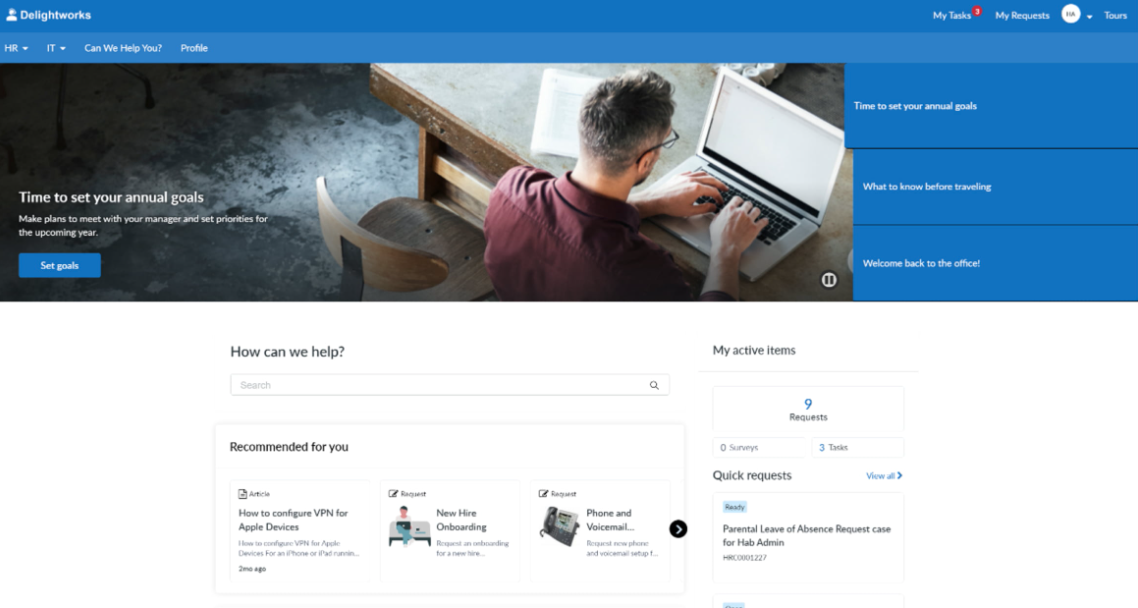 Delightworks
My Tasks 3 My Requests HA Tours
HR IT Can We Help You? Profile
Time to set your annual goals
Make plans to meet with your manager and set priorities for
the upcoming year.
Set goals
Time to set your annual goals
What to know before traveling
Welcome back to the office!
How can we help?
Search
Recommended for you
Article
How to configure VPN for
Apple Devices
How to configure VPN for Apple
Devices For an iPhone or iPad runnin...
2mo ago
Request
New Hire
Onboarding
Request an onboarding
for a new hire...
Request
Phone and
Voicemail...
Request new phone
and voicemail setup f...
My active items
9
Requests
0 Surveys
3 Tasks
Quick requests View all
Ready
Parental Leave of Absence Request case
for Hab Admin
HRC0001227